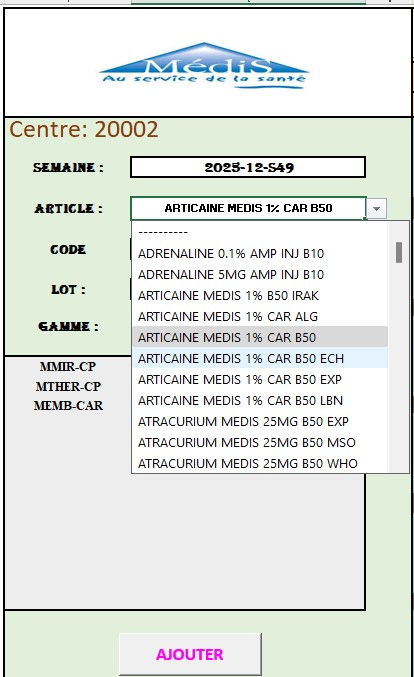 MédiS
Au service de la santé
Centre: 20002
SEMAINE : 2025-12-S49
ARTICLE : ARTICAINE MEDIS 1% CAR B50
----------
ADRENALINE 0.1% AMP INJ B10
CODE
ADRENALINE 5MG AMP INJ B10
LOT :
ARTICAINE MEDIS 1% B50 IRAK
ARTICAINE MEDIS 1% CAR ALG
GAMME :
ARTICAINE MEDIS 1% CAR B50
ARTICAINE MEDIS 1% CAR B50 ECH
ARTICAINE MEDIS 1% CAR B50 EXP
ARTICAINE MEDIS 1% CAR B50 LBN
ATRACURIUM MEDIS 25MG B50 EXP
ATRACURIUM MEDIS 25MG B50 MSO
ATRACURIUM MEDIS 25MG B50 WHO
MMIR-CP
MTHER-CP
MEMB-CAR
AJOUTER